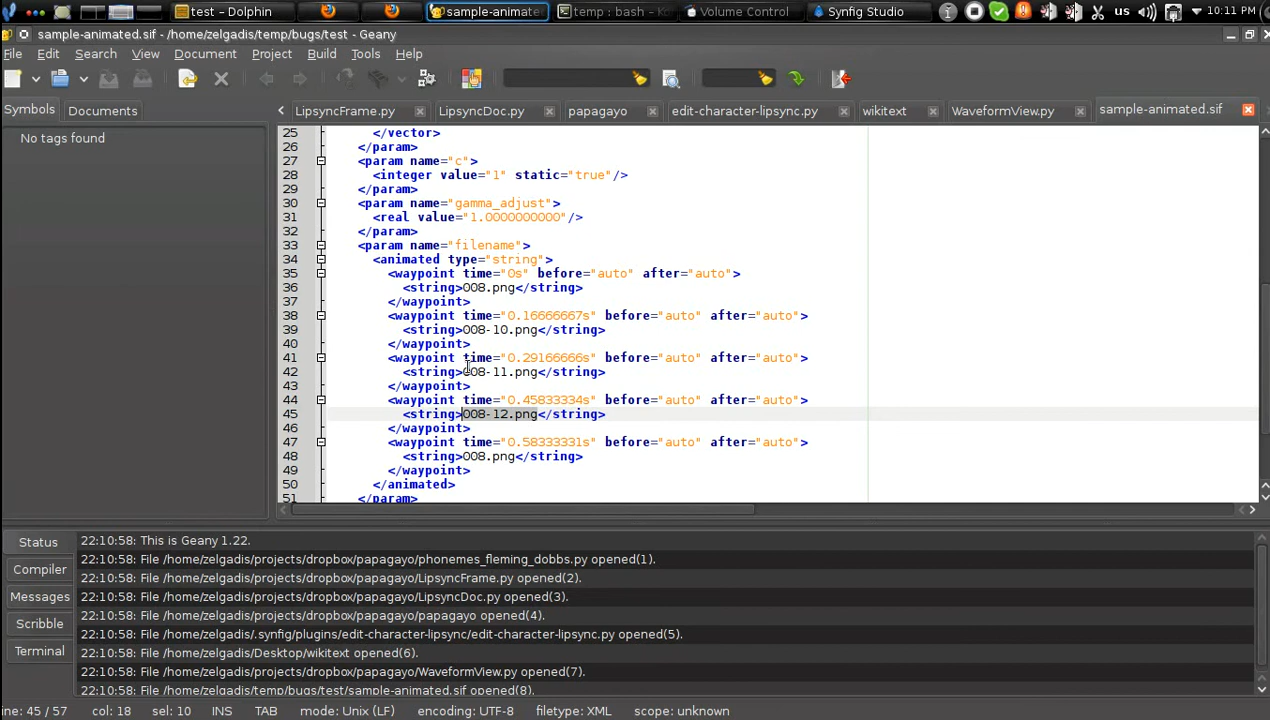 test – Dolphin
sample-animate
temp : bash – Ko
Volume Control
Synfig Studio
us
10:11 PM
sample-animated.sif - /home/zelgadis/temp/bugs/test - Geany
File Edit Search View Document Project Build Tools Help
Symbols Documents
LipsyncFrame.py LipsyncDoc.py papagayo edit-character-lipsync.py wikitext WaveformView.py sample-animated.sif
No tags found
25 </vector>
26 </param>
27 <param name="c">
28 <integer value="1" static="true"/>
29 </param>
30 <param name="gamma_adjust">
31 <real value="1.0000000000"/>
32 </param>
33 <param name="filename">
34 <animated type="string">
35 <waypoint time="0s" before="auto" after="auto">
36 <string>008.png</string>
37 </waypoint>
38 <waypoint time="0.16666667s" before="auto" after="auto">
39 <string>008-10.png</string>
40 </waypoint>
41 <waypoint time="0.29166666s" before="auto" after="auto">
42 <string>008-11.png</string>
43 </waypoint>
44 <waypoint time="0.45833334s" before="auto" after="auto">
45 <string>008-12.png</string>
46 </waypoint>
47 <waypoint time="0.58333331s" before="auto" after="auto">
48 <string>008.png</string>
49 </waypoint>
50 </animated>
51 </param>
Status
Compiler
Messages
Scribble
Terminal
22:10:58: This is Geany 1.22.
22:10:58: File /home/zelgadis/projects/dropbox/papagayo/phonemes_fleming_dobbs.py opened(1).
22:10:58: File /home/zelgadis/projects/dropbox/papagayo/LipsyncFrame.py opened(2).
22:10:58: File /home/zelgadis/projects/dropbox/papagayo/LipsyncDoc.py opened(3).
22:10:58: File /home/zelgadis/projects/dropbox/papagayo/papagayo opened(4).
22:10:58: File /home/zelgadis/.synfig/plugins/edit-character-lipsync/edit-character-lipsync.py opened(5).
22:10:58: File /home/zelgadis/Desktop/wikitext opened(6).
22:10:58: File /home/zelgadis/projects/dropbox/papagayo/WaveformView.py opened(7).
22:10:58: File /home/zelgadis/temp/bugs/test/sample-animated.sif opened(8).
ine: 45 / 57 col: 18 sel: 10 INS TAB mode: Unix (LF) encoding: UTF-8 filetype: XML scope: unknown